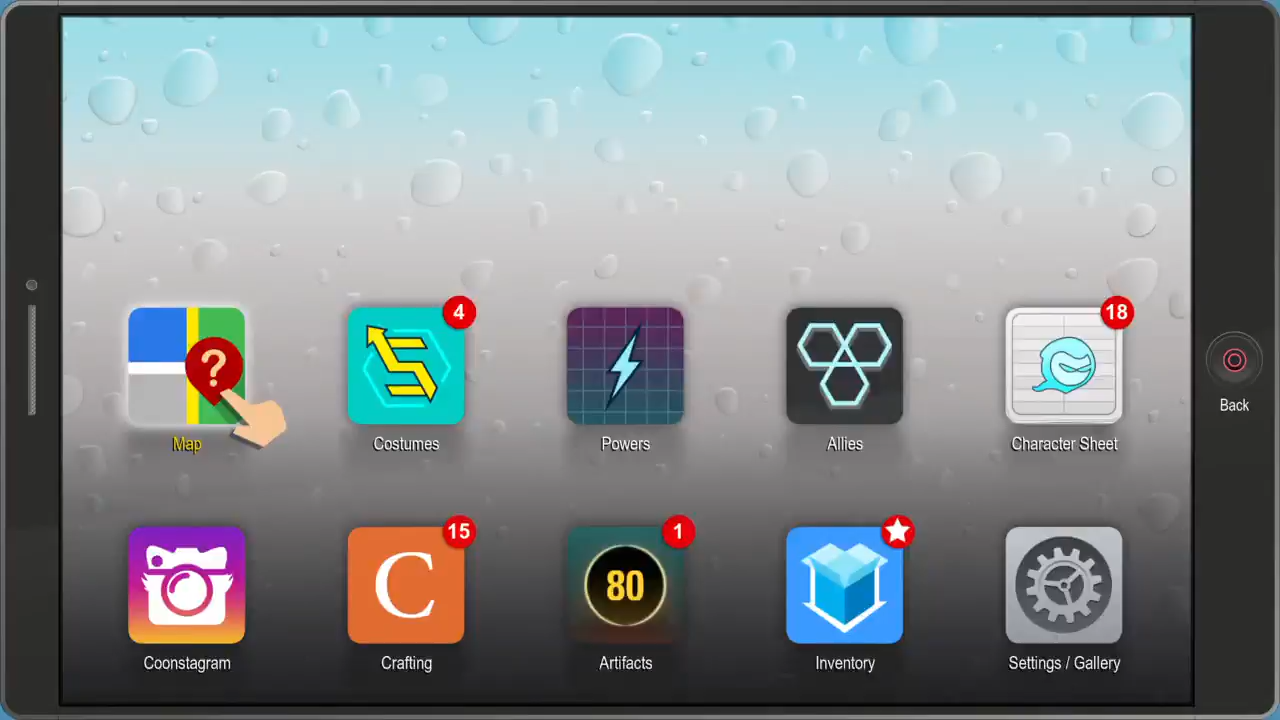 4
18
?
Map
Costumes
Powers
Allies
Character Sheet
Back
15
1
C
80
Coonstagram
Crafting
Artifacts
Inventory
Settings / Gallery